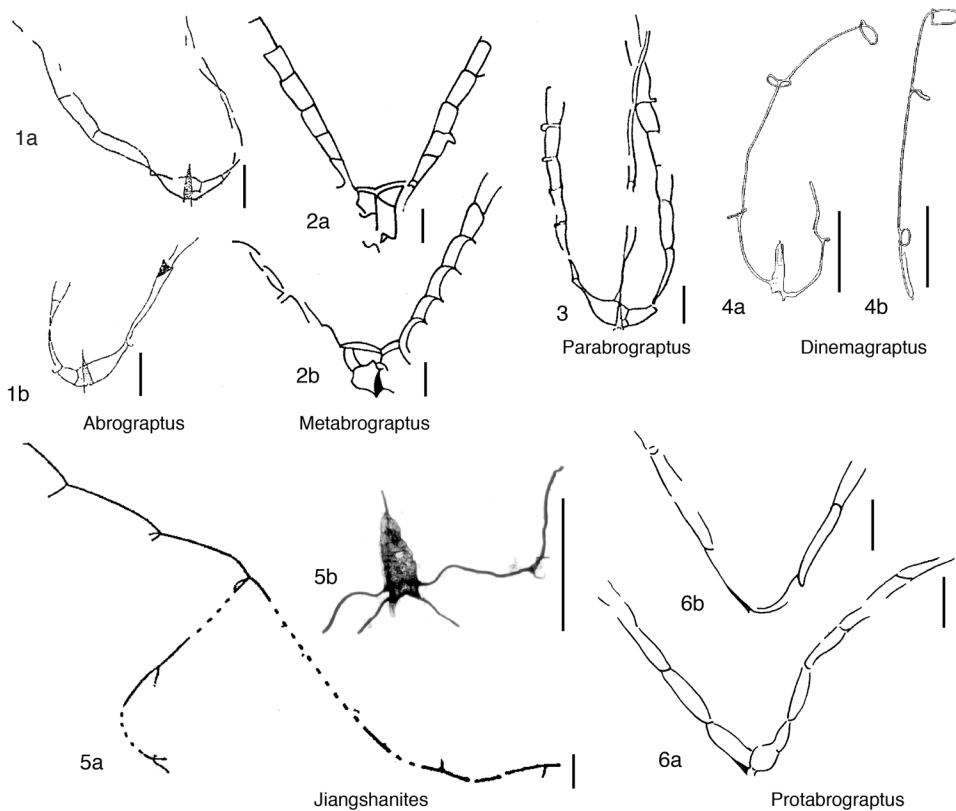 1a
2a
3
4a
4b
Parabrograptus
Dinemagraptus
1b
2b
Abrograptus
Metabrograptus
5b
6b
5a
6a
Jiangshanites
Protabrograptus